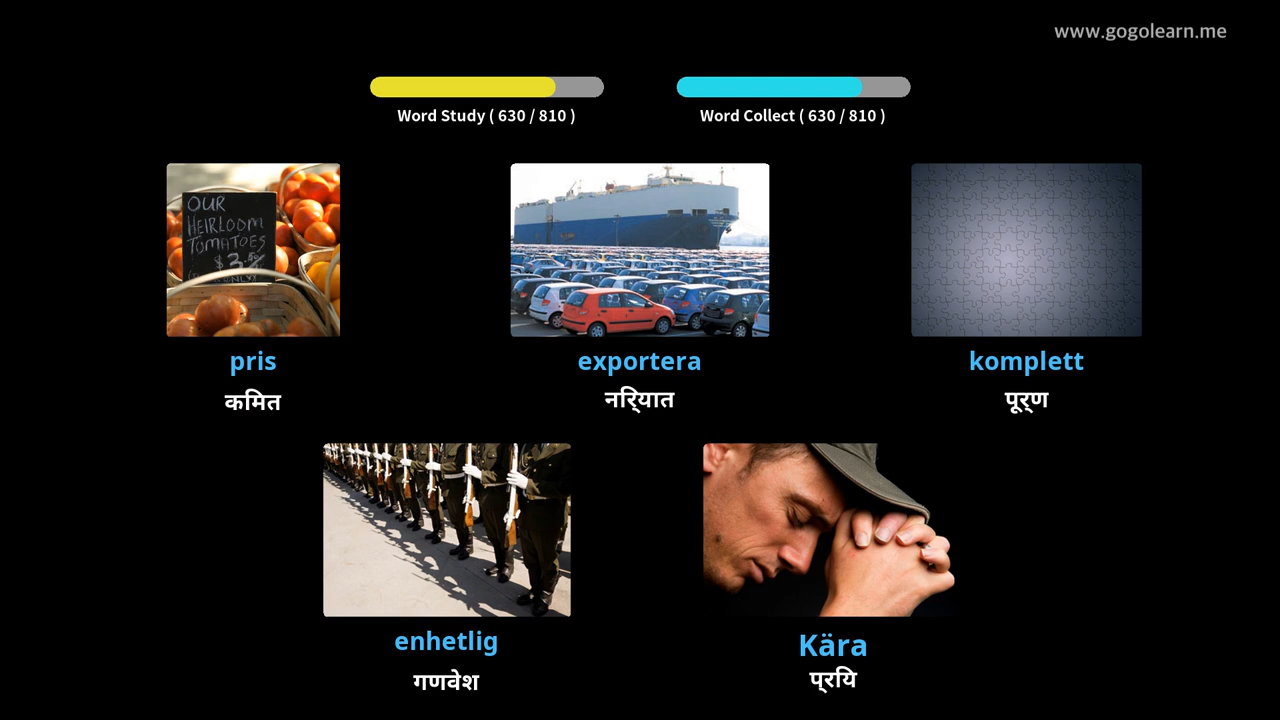 www.gogolearn.me
Word Study ( 630 / 810 )
Word Collect ( 630 / 810 )
OUR
HEIRLOOM
TOMATOES
pris
exportera
komplett
कमित
नरि्यात
पूर्ण
enhetlig
Kära
गणवेश
प्रयि